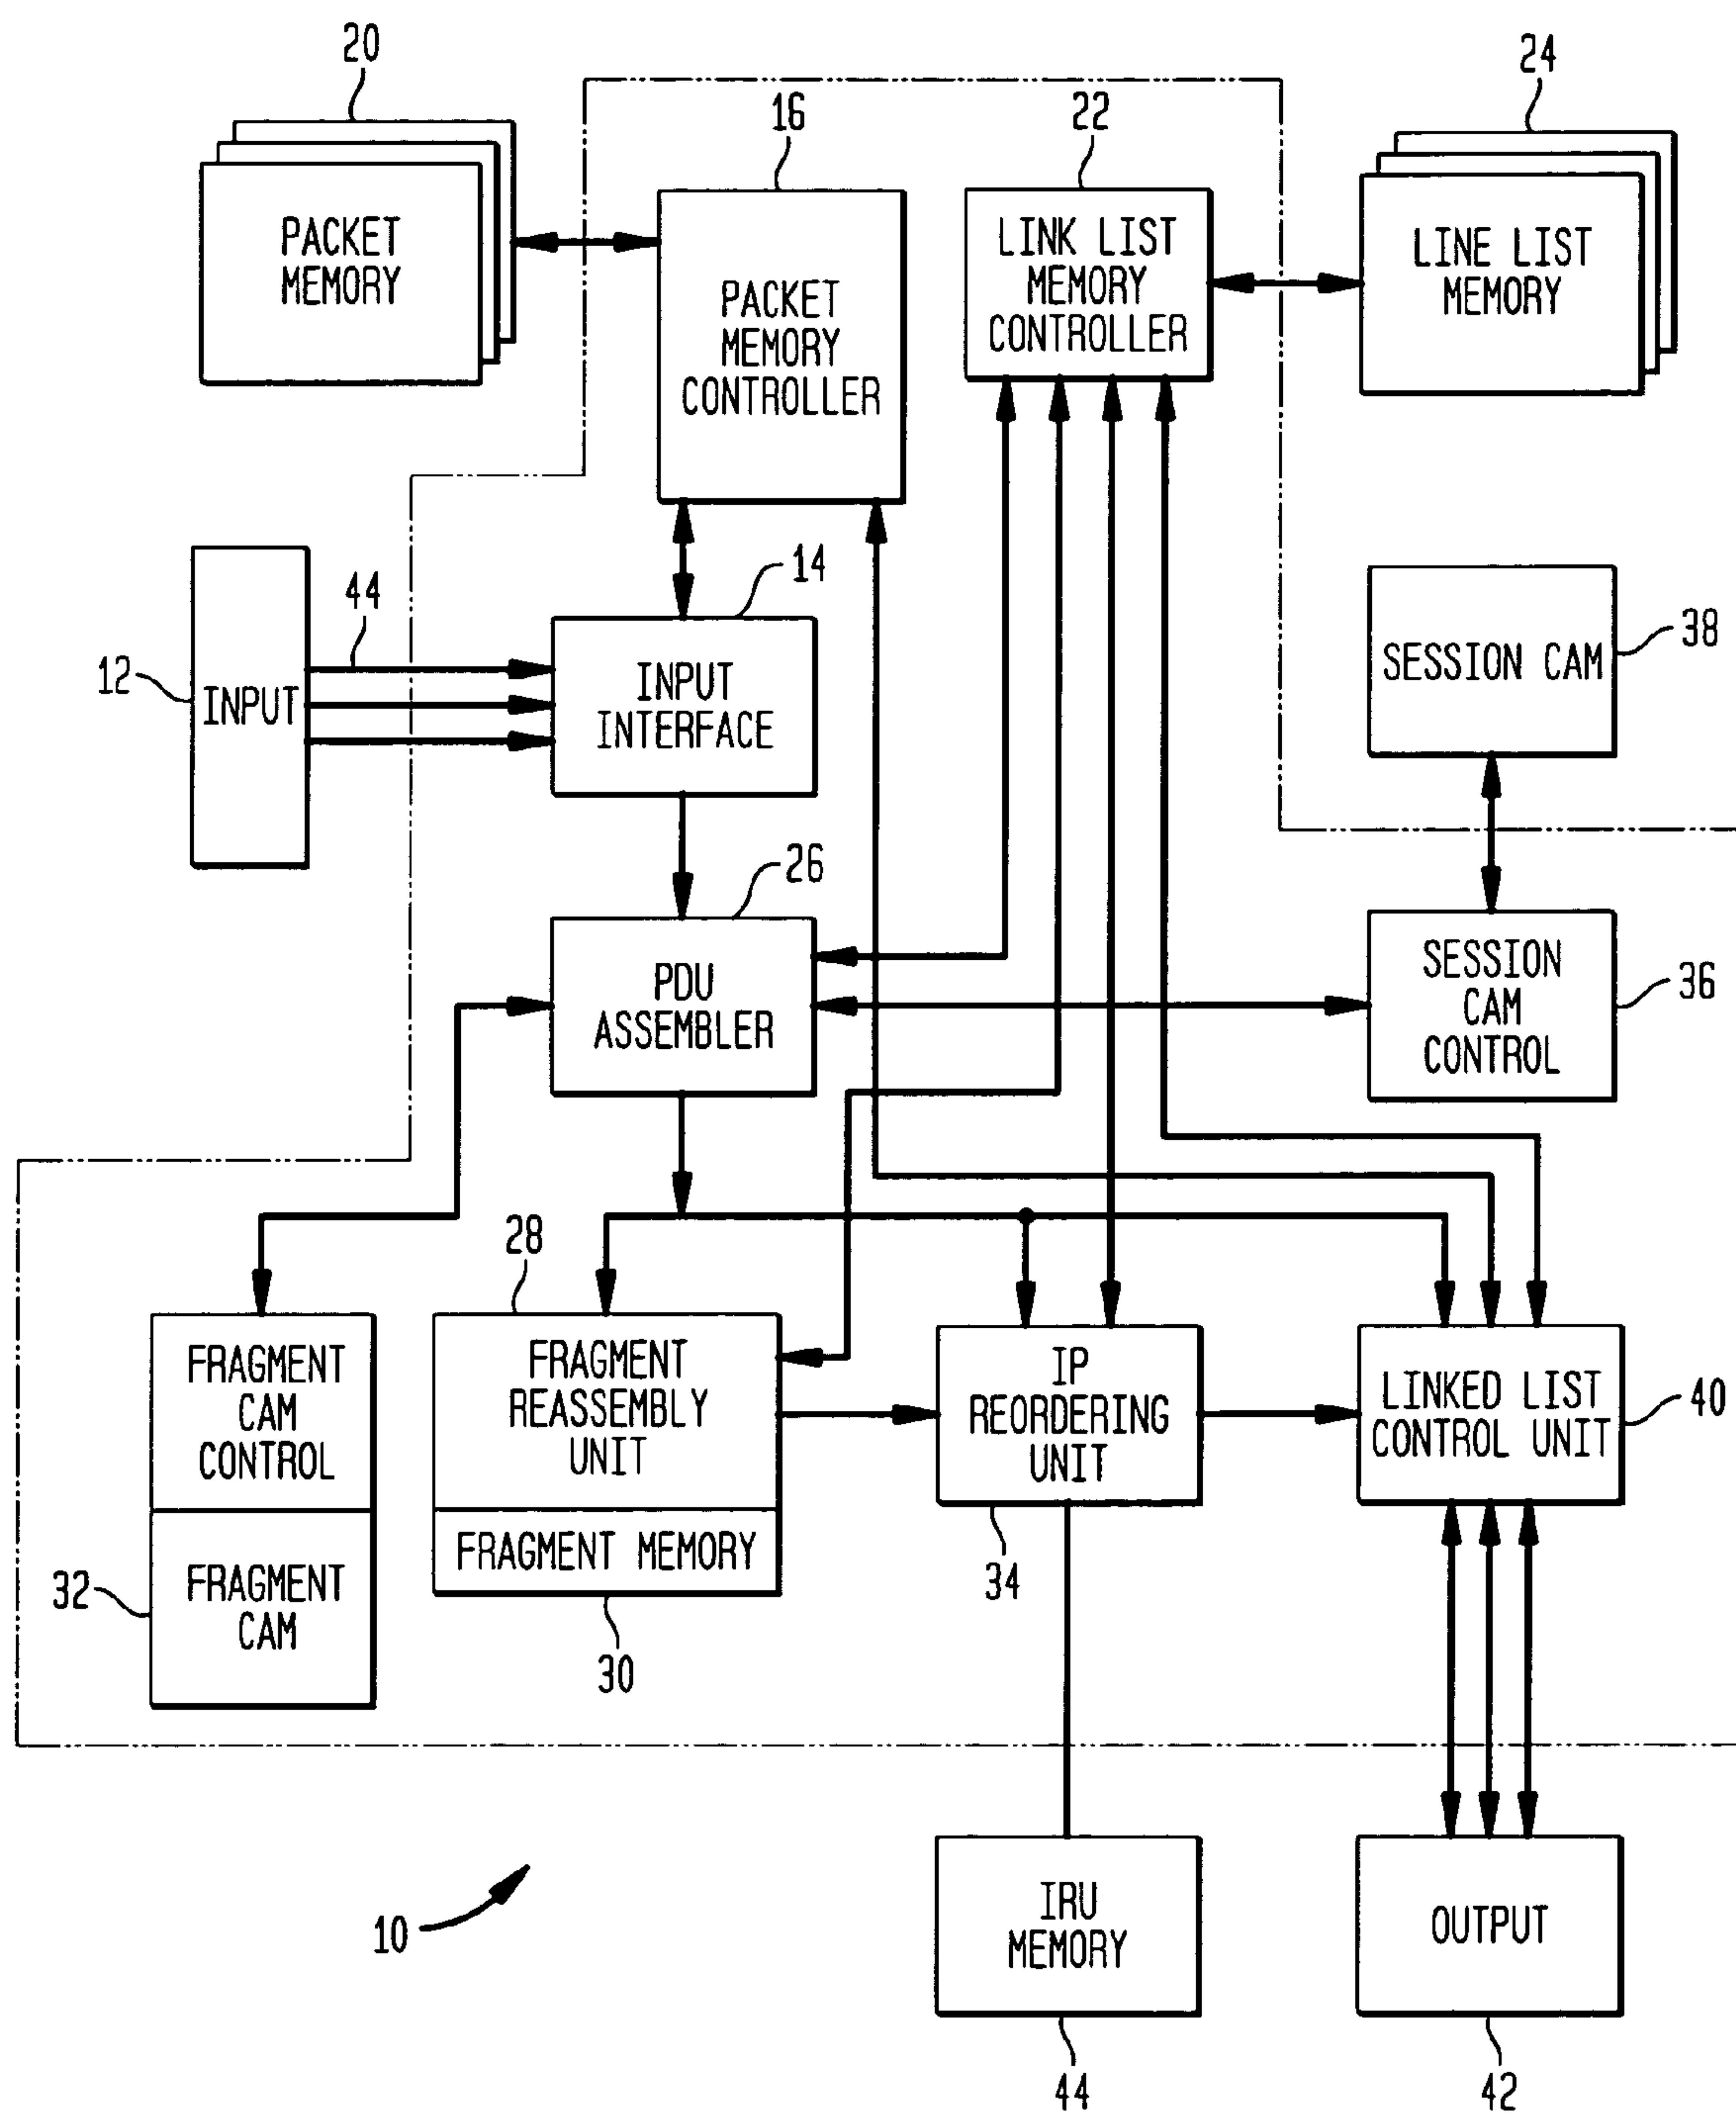 20
24
16
22
PACKET
MEMORY
PACKET
MEMORY
CONTROLLER
LINK LIST
MEMORY
CONTROLLER
LINE LIST
MEMORY
44
14
12
INPUT
INPUT
INTERFACE
38
SESSION CAM
26
PDU
ASSEMBLER
SESSION
CAM
CONTROL
36
28
FRAGMENT
CAM
CONTROL
FRAGMENT
REASSEMBLY
UNIT
IP
REORDERING
UNIT
LINKED LIST
CONTROL UNIT
40
32
FRAGMENT
CAM
FRAGMENT MEMORY
30
34
10
IRU
MEMORY
OUTPUT
44
42